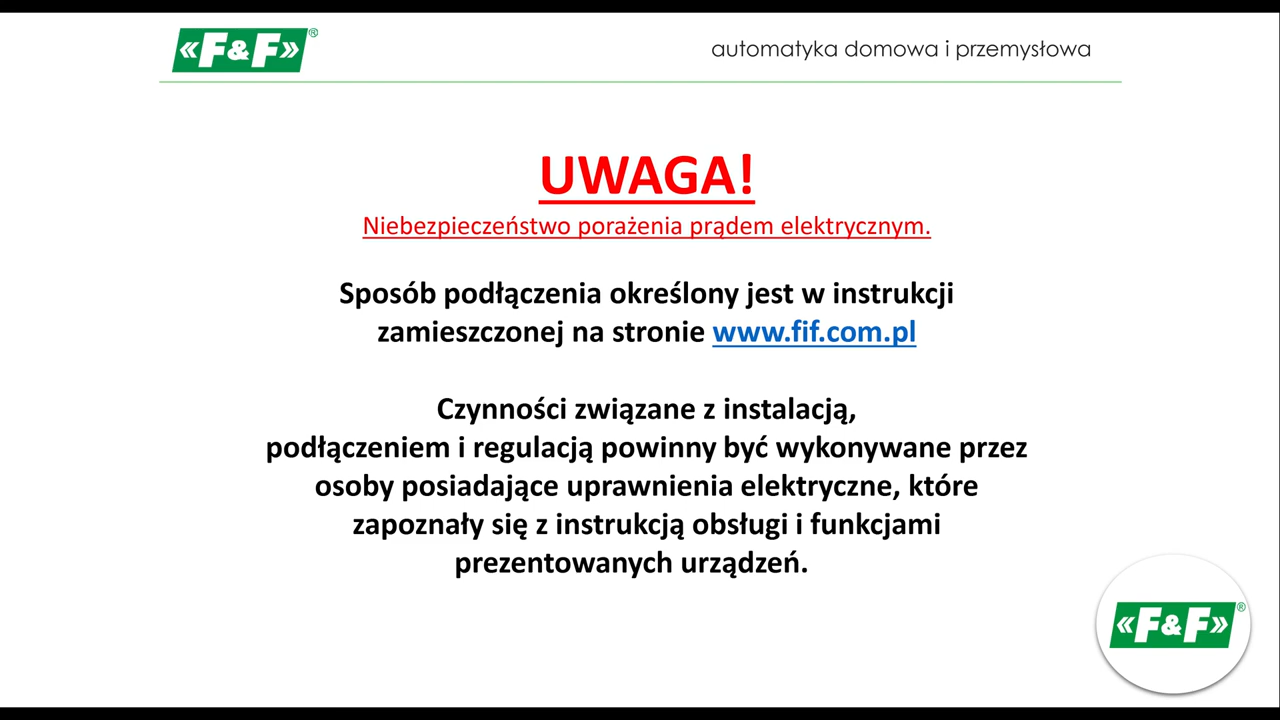 «F&F»®
automatyka domowa i przemysłowa
UWAGA!
Niebezpieczeństwo porażenia prądem elektrycznym.
Sposób podłączenia określony jest w instrukcji
zamieszczonej na stronie www.fif.com.pl
Czynności związane z instalacją,
podłączeniem i regulacją powinny być wykonywane przez
osoby posiadające uprawnienia elektryczne, które
zapoznały się z instrukcją obsługi i funkcjami
prezentowanych urządzeń.
«F&F»®